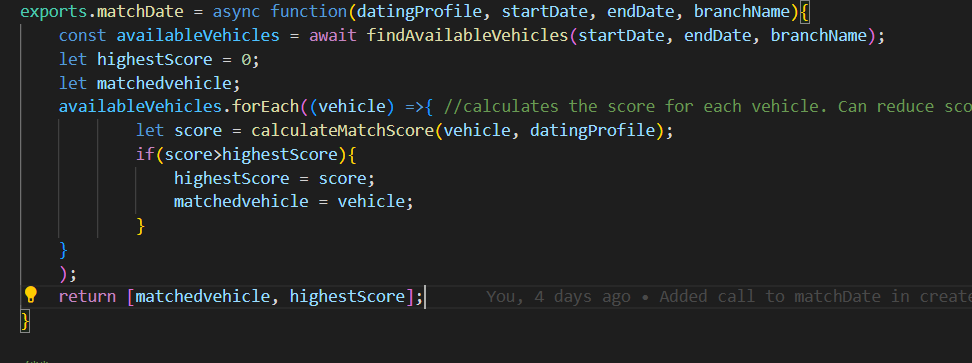 exports.matchDate = async function(datingProfile, startDate, endDate, branchName){
const availableVehicles = await findAvailableVehicles(startDate, endDate, branchName);
let highestScore = 0;
let matchedvehicle;
availableVehicles.forEach((vehicle) =>{ //calculates the score for each vehicle. Can reduce sco
let score = calculateMatchScore(vehicle, datingProfile);
if(score>highestScore){
highestScore = score;
matchedvehicle = vehicle;
}
}
);
return [matchedvehicle, highestScore]; You, 4 days ago • Added call to matchDate in create
}